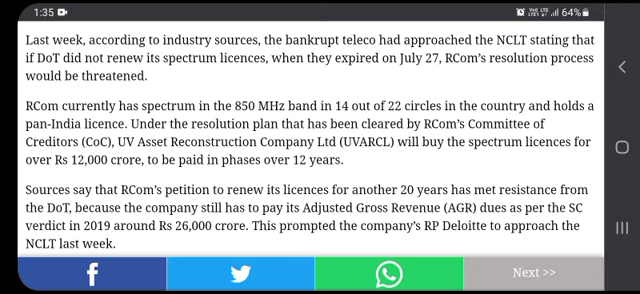 1:35
64%
Last week, according to industry sources, the bankrupt teleco had approached the NCLT stating that
if DoT did not renew its spectrum licences, when they expired on July 27, RCom's resolution process
would be threatened.
RCom currently has spectrum in the 850 MHz band in 14 out of 22 circles in the country and holds a
pan-India licence. Under the resolution plan that has been cleared by RCom's Committee of
Creditors (CoC), UV Asset Reconstruction Company Ltd (UVARCL) will buy the spectrum licences for
over Rs 12,000 crore, to be paid in phases over 12 years.
Sources say that RCom's petition to renew its licences for another 20 years has met resistance from
the DoT, because the company still has to pay its Adjusted Gross Revenue (AGR) dues as per the SC
verdict in 2019 around Rs 26,000 crore. This prompted the company's RP Deloitte to approach the
NCLT last week.
Next >>